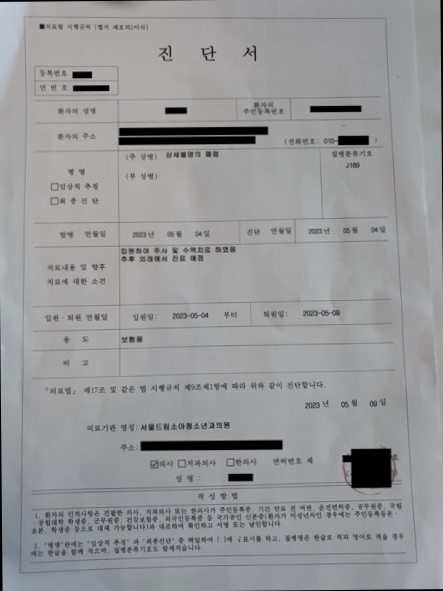 ■의료법 시행규칙 [별지 제호의2서식]
진 단 서
등록번호
연 번 호
환자의 성명
환자의 주민등록번호
환자의 주소
(전화번호: 010- )
병 명
□임상적 추정
□최 종 진 단
(주 상병) 상세불명의 폐렴
(부 상병)
질병분류기호
J189
발병 연월일 2023 년 05 월 04 일 진단 연월일 2023 년 05 월 04 일
치료내용 및 향후 치료에 대한 소견
입원하여 주사 및 수액치료 하였음
추후 외래에서 진료 예정
입원·퇴원 연월일 입원일: 2023-05-04 부터 퇴원일: 2023-05-09
용 도 보험용
비 고
「의료법」 제17조 및 같은 법 시행규칙 제9조제1항에 따라 위와 같이 진단합니다.
2023 년 05 월 09 일
의료기관 명칭: 서울드림소아청소년과의원
주소:
☑의사 □치과의사 □한의사 면허번호 제
성 명 :
작 성 방 법
1. 환자의 인적사항은 진찰한 의사, 치과의사 또는 한의사가 주민등록증, 기간 만료 전 여권, 운전면허증, 공무원증, 국립
·공립대학 학생증, 군무원증, 건강보험증, 외국인등록증 등 국가공인 신분증(환자가 미성년자인 경우에는 주민등록등본·
초본, 학생증 등으로 대체 가능합니다)과 대조하여 확인하고 서명 또는 날인합니다.
2. "병명"란에는 "임상적 추정" 과 "최종진단" 중 택일하여 [ ]에 √표시를 하고, 질병명은 한글로 적되 영어로 적을 경우
에는 한글을 함께 적으며, 질병분류기호도 함께적습니다.